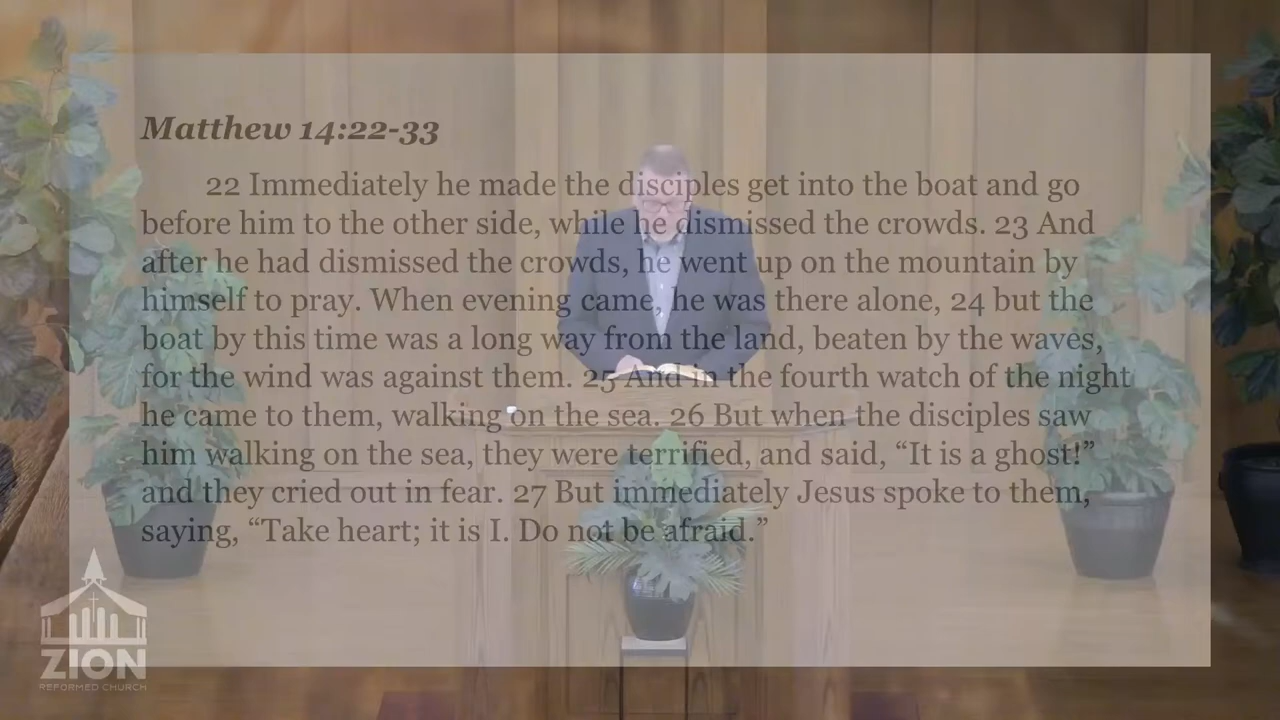 Matthew 14:22-33
22 Immediately he made the disciples get into the boat and go
before him to the other side, while he dismissed the crowds. 23 And
after he had dismissed the crowds, he went up on the mountain by
himself to pray. When evening came, he was there alone, 24 but the
boat by this time was a long way from the land, beaten by the waves,
for the wind was against them. 25 And in the fourth watch of the night
he came to them, walking on the sea. 26 But when the disciples saw
him walking on the sea, they were terrified, and said, “It is a ghost!”
and they cried out in fear. 27 But immediately Jesus spoke to them,
saying, “Take heart; it is I. Do not be afraid.”
ZION
REFORMED CHURCH